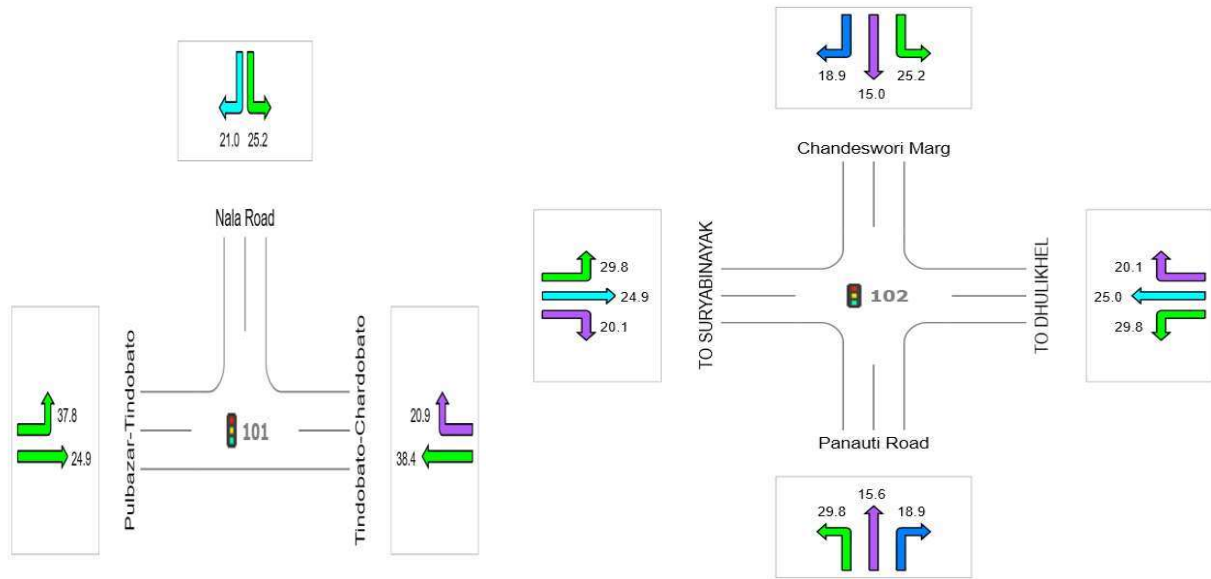 21.0 25.2
Nala Road
Pulbazar-Tindobato
37.8
24.9
101
Tindobato-Chardobato
20.9
38.4
18.9 25.2
15.0
Chandeswori Marg
TO SURYABINAYAK
29.8
24.9
20.1
102
TO DHULIKHEL
20.1
25.0
29.8
Panauti Road
15.6
29.8 18.9